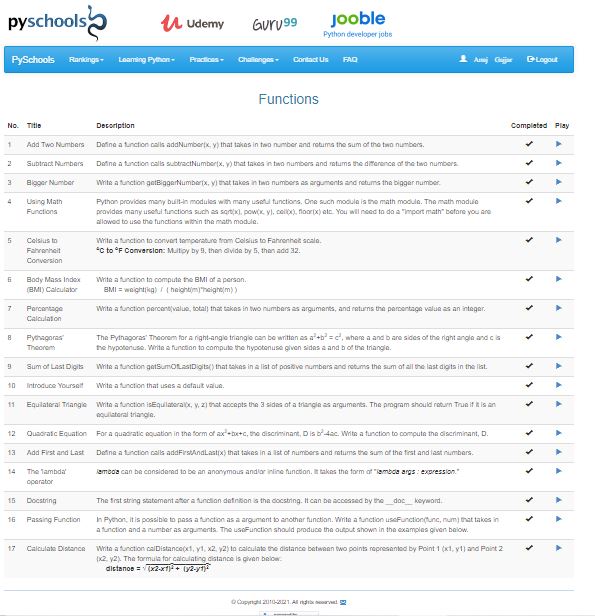 pyschools
Udemy
GURU99
jooble
Python developer jobs
PySchools Rankings Learning Python Practices Challenges Contact Us FAQ Anuj Gajjar Logout
Functions
No. Title Description Completed Play
1 Add Two Numbers Define a function calls addNumber(x, y) that takes in two number and returns the sum of the two numbers.
2 Subtract Numbers Define a function calls subtractNumber(x, y) that takes in two numbers and returns the difference of the two numbers.
3 Bigger Number Write a function getBiggerNumber(x, y) that takes in two numbers as arguments and returns the bigger number.
4 Using Math Python provides many built-in modules with many useful functions. One such module is the math module. The math module
Functions provides many useful functions such as sqrt(x), pow(x, y), ceil(x), floor(x) etc. You will need to do a "import math" before you are
allowed to use the functions within the math module.
5 Celsius to Write a function to convert temperature from Celsius to Fahrenheit scale.
Fahrenheit ºC to ºF Conversion: Multipy by 9, then divide by 5, then add 32.
Conversion
6 Body Mass Index Write a function to compute the BMI of a person.
(BMI) Calculator BMI = weight(kg) / ( height(m)*height(m) )
7 Percentage Write function percent(value, total) that takes in two numbers as arguments, and returns the percentage value as an integer.
Calculation
8 Pythagoras' The Pythagoras' Theorem for a right-angle triangle can be written as a²+b² = c², where a and b are sides of the right angle and c is
Theorem the hypotenuse. Write a function to compute the hypotenuse given sides a and b of the triangle.
9 Sum of Last Digits Write a function getSumOfLastDigits() that takes in a list of positive numbers and returns the sum of all the last digits in the list.
10 Introduce Yourself Write a function that uses a default value.
11 Equilateral Triangle Write a function isEquilateral(x, y, z) that accepts the 3 sides of a triangle as arguments. The program should return True if it is an
equilateral triangle.
12 Quadratic Equation For a quadratic equation in the form of ax²+bx+c, the discriminant, D is b²-4ac. Write a function to compute the discriminant, D.
13 Add First and Last Define a function calls addFirstAndLast(x) that takes in a list of numbers and returns the sum of the first and last numbers.
14 The 'lambda' lambda can be considered to be an anonymous and/or inline function. It takes the form of "lambda args : expression."
operator
15 Docstring The first string statement after a function definition is the docstring. It can be accessed by the __doc__ keyword.
16 Passing Function In Python, it is possible to pass a function as a argument to another function. Write a function useFunction(func, num) that takes in
a function and a number as arguments. The useFunction should produce the output shown in the examples given below.
17 Calculate Distance Write a function calDistance(x1, y1, x2, y2) to calculate the distance between two points represented by Point 1 (x1, y1) and Point 2
(x2, y2). The formula for calculating distance is given below:
distance = √(x2-x1)² + (y2-y1)²
© Copyright 2010-2021. All rights reserved.